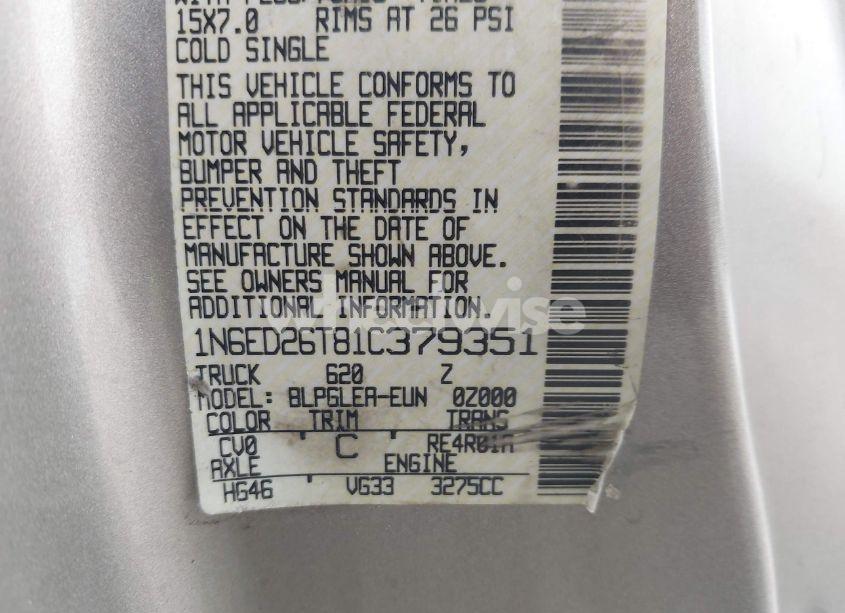 15X7.0 RIMS AT 26 PSI
COLD SINGLE
THIS VEHICLE CONFORMS TO
ALL APPLICABLE FEDERAL
MOTOR VEHICLE SAFETY,
BUMPER AND THEFT
PREVENTION STANDARDS IN
EFFECT ON THE DATE OF
MANUFACTURE SHOWN ABOVE.
SEE OWNERS MANUAL FOR
ADDITIONAL INFORMATION.
wheelwise
1N6ED26T81C379351
TRUCK 620 Z
MODEL: BLPGLEA-EUN 0Z000
COLOR TRIM TRANS
CV0 ' C ' RE4R01A
AXLE ENGINE
HG46 ' VG33 3275CC